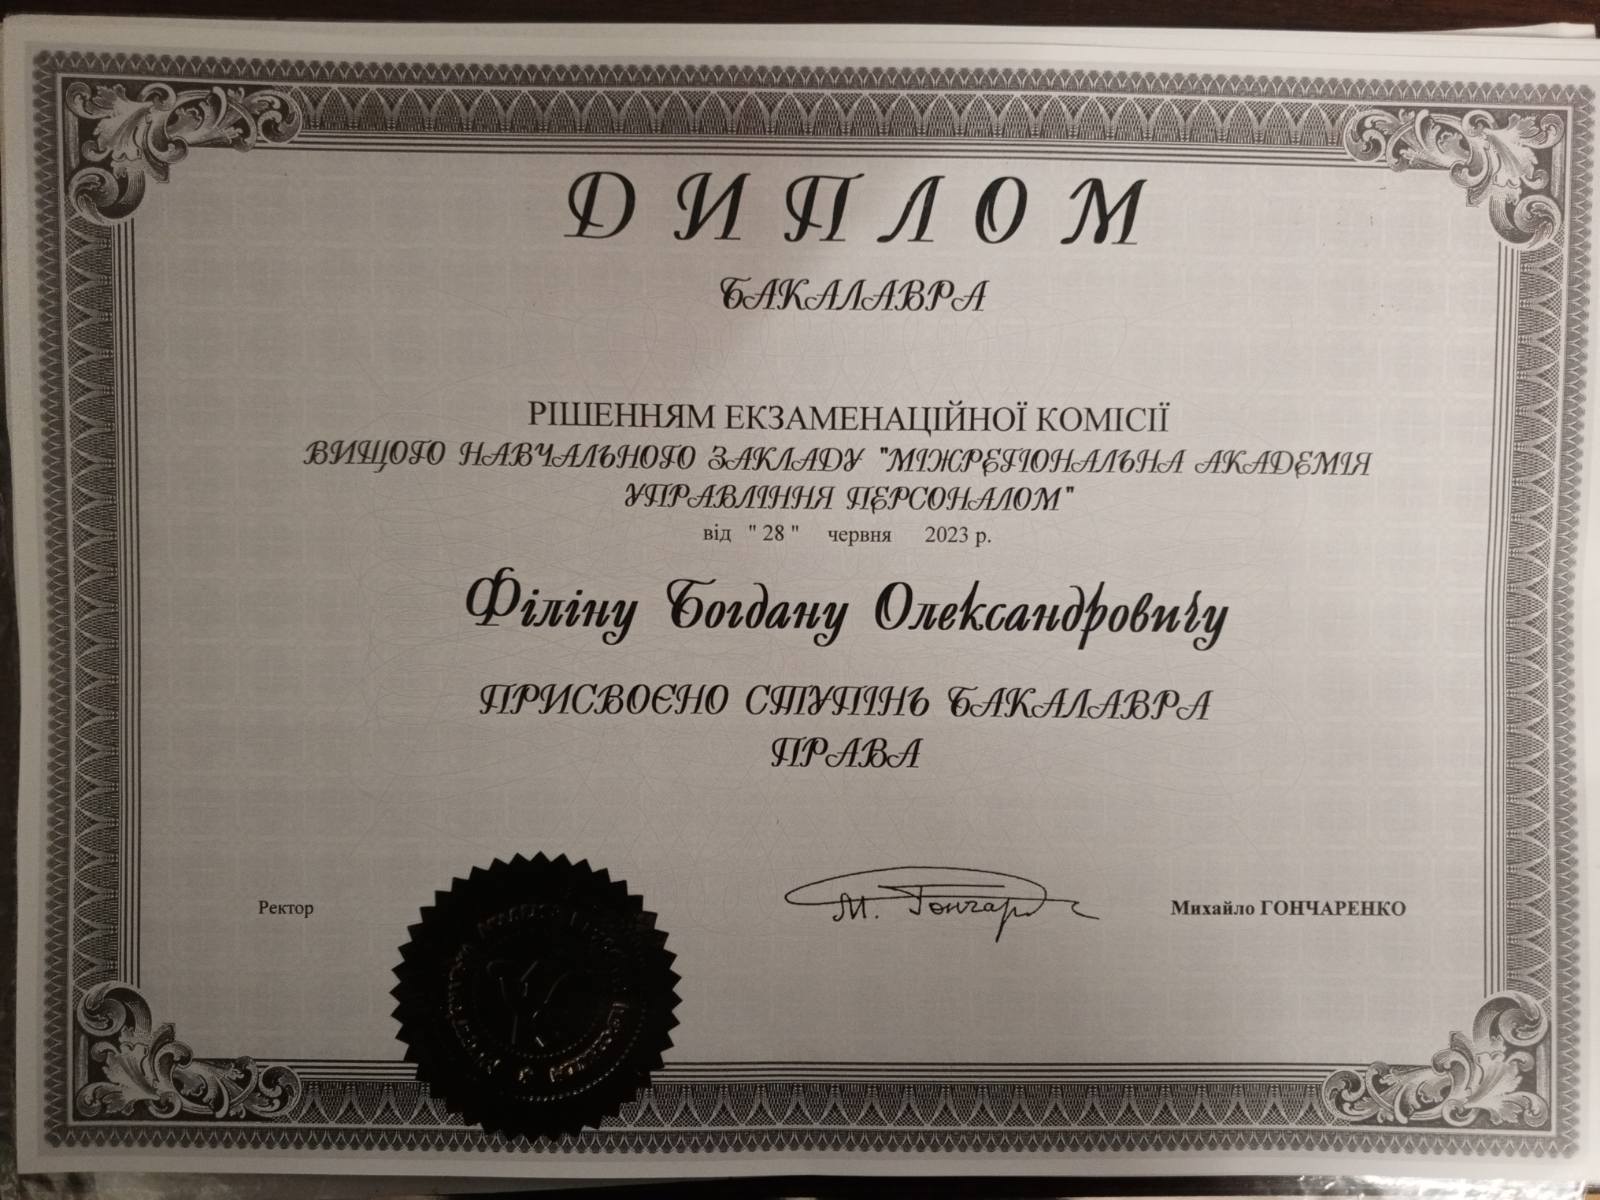 ДИПЛОМ
БАКАЛАВРА
РІШЕННЯМ ЕКЗАМЕНАЦІЙНОЇ КОМІСІЇ
ВИЩОГО НАВЧАЛЬНОГО ЗАКЛАДУ "МІЖРЕГІОНАЛЬНА АКАДЕМІЯ
УПРАВЛІННЯ ПЕРСОНАЛОМ"
від " 28 " червня 2023 р.
Філіну Богдану Олександровичу
ПРИСВОЄНО СТУПІНЬ БАКАЛАВРА
ПРАВА
Ректор
М. Гончар
Михайло ГОНЧАРЕНКО